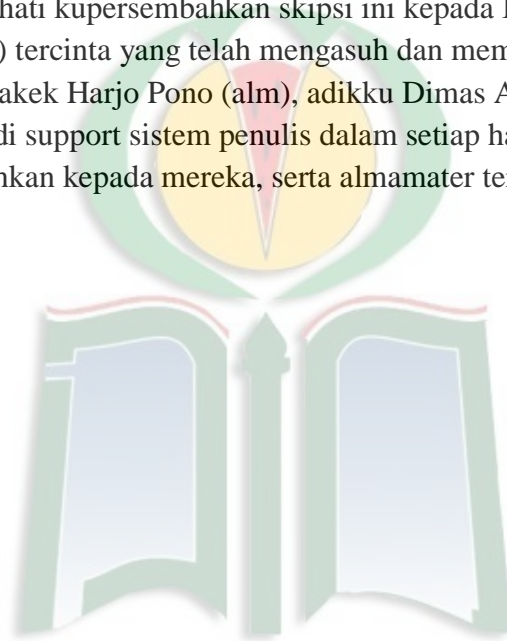 hati kupersembahkan skipsi ini kepada
) tercinta yang telah mengasuh dan mem
akek Harjo Pono (alm), adikku Dimas A
di support sistem penulis dalam setiap ha
nkan kepada mereka, serta almamater te